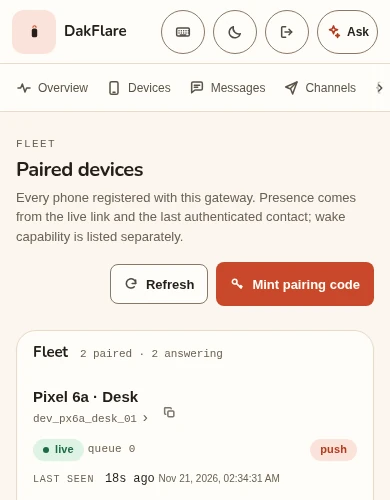 DakFlare
Ask
Overview
Devices
Messages
Channels
FLEET
Paired devices
Every phone registered with this gateway. Presence comes
from the live link and the last authenticated contact; wake
capability is listed separately.
Refresh
Mint pairing code
Fleet 2 paired · 2 answering
Pixel 6a · Desk
dev_px6a_desk_01 ›
live queue 0 push
LAST SEEN 18s ago Nov 21, 2026, 02:34:31 AM